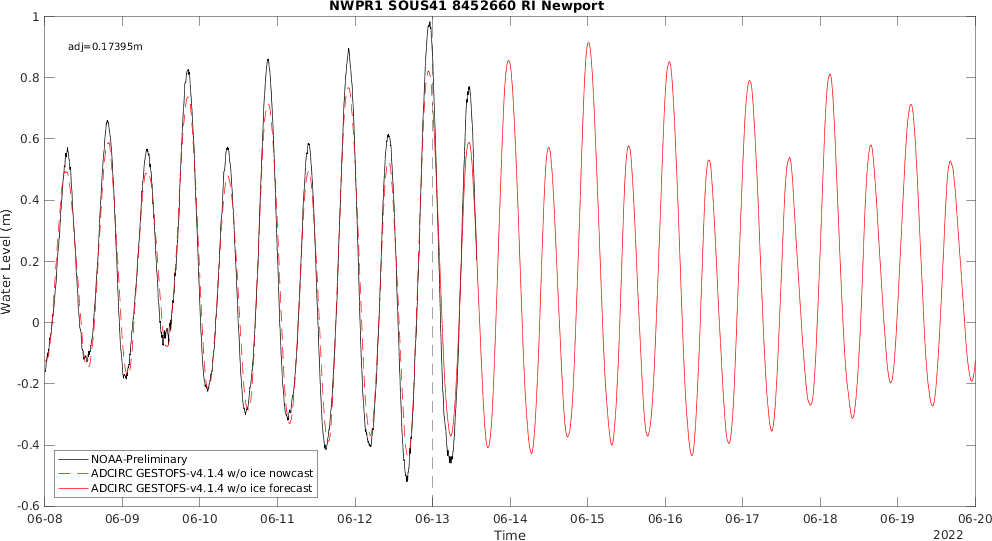 NWPR1 SOUS41 8452660 RI Newport
adj=0.17395m
1
0.8
0.6
0.4
0.2
0
-0.2
-0.4
-0.6
Water Level (m)
NOAA-Preliminary
ADCIRC GESTOFS-v4.1.4 w/o ice nowcast
ADCIRC GESTOFS-v4.1.4 w/o ice forecast
06-08 06-09 06-10 06-11 06-12 06-13 06-14 06-15 06-16 06-17 06-18 06-19 06-20
Time
2022